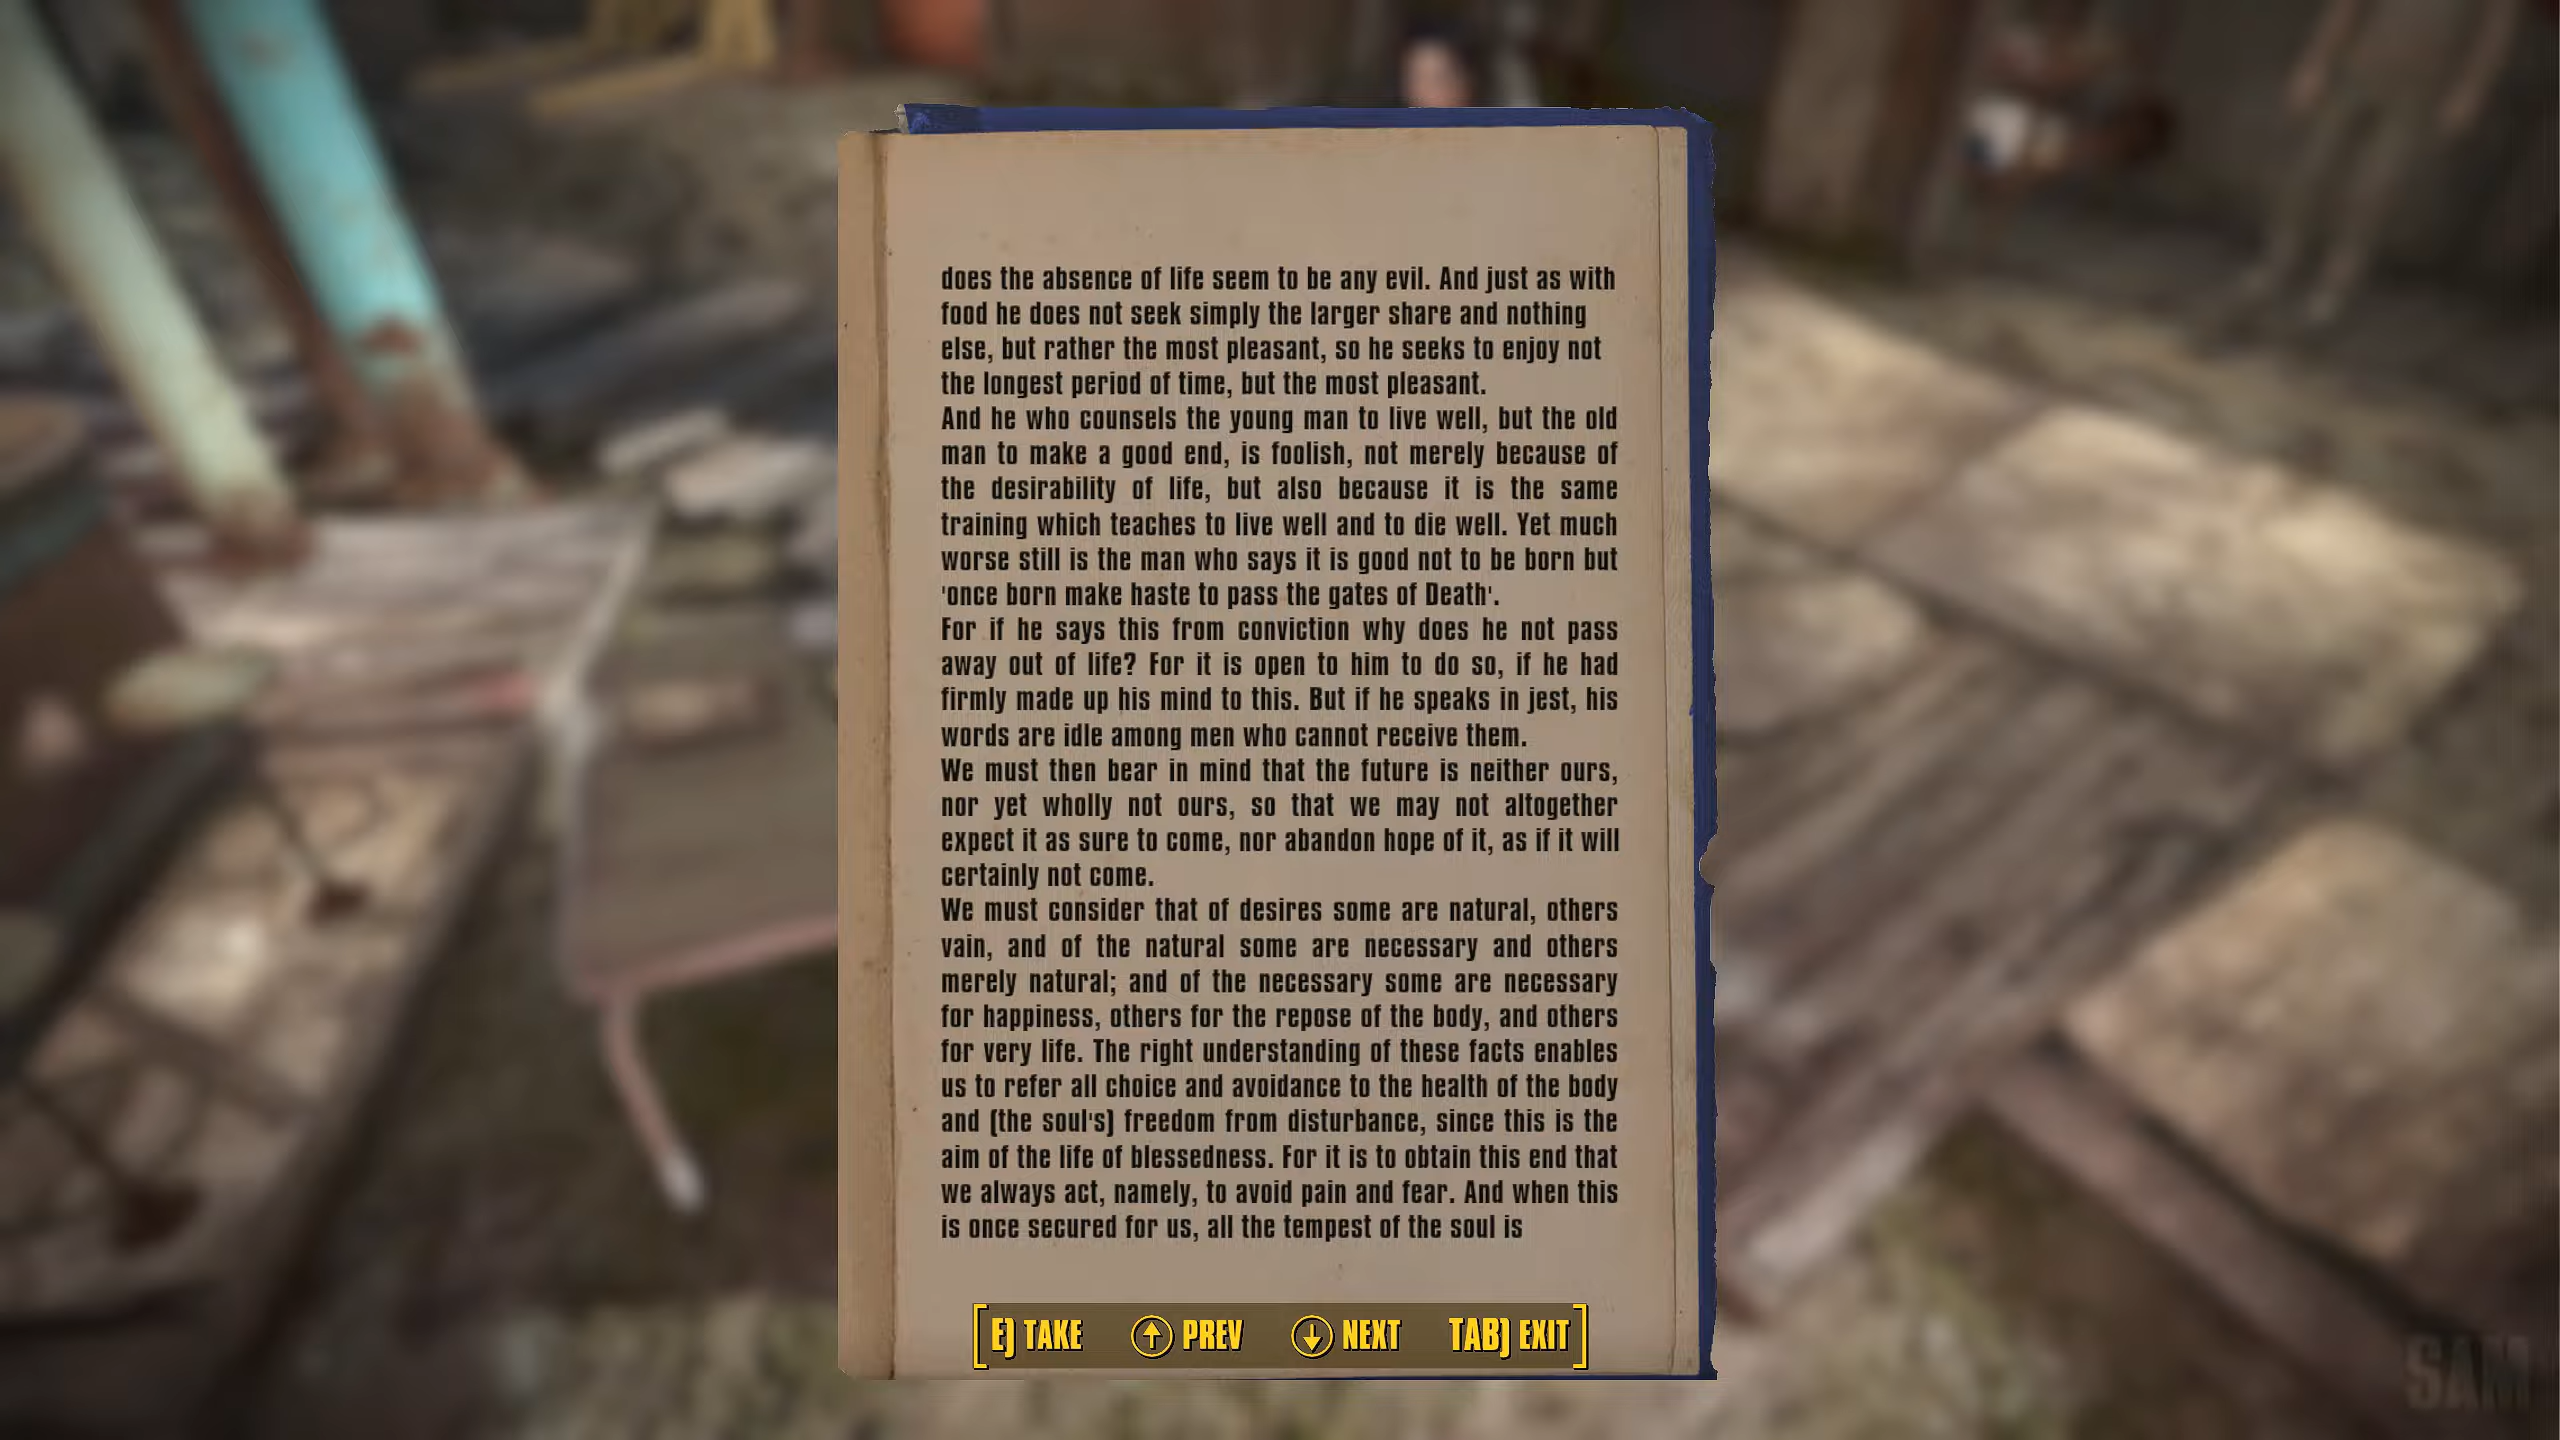 does the absence of life seem to be any evil. And just as with
food he does not seek simply the larger share and nothing
else, but rather the most pleasant, so he seeks to enjoy not
the longest period of time, but the most pleasant.
And he who counsels the young man to live well, but the old
man to make a good end, is foolish, not merely because of
the desirability of life, but also because it is the same
training which teaches to live well and to die well. Yet much
worse still is the man who says it is good not to be born but
'once born make haste to pass the gates of Death'.
For if he says this from conviction why does he not pass
away out of life? For it is open to him to do so, if he had
firmly made up his mind to this. But if he speaks in jest, his
words are idle among men who cannot receive them.
We must then bear in mind that the future is neither ours,
nor yet wholly not ours, so that we may not altogether
expect it as sure to come, nor abandon hope of it, as if it will
certainly not come.
We must consider that of desires some are natural, others
vain, and of the natural some are necessary and others
merely natural; and of the necessary some are necessary
for happiness, others for the repose of the body, and others
for very life. The right understanding of these facts enables
us to refer all choice and avoidance to the health of the body
and (the soul's) freedom from disturbance, since this is the
aim of the life of blessedness. For it is to obtain this end that
we always act, namely, to avoid pain and fear. And when this
is once secured for us, all the tempest of the soul is
E) TAKE PREV NEXT TAB) EXIT
SAM